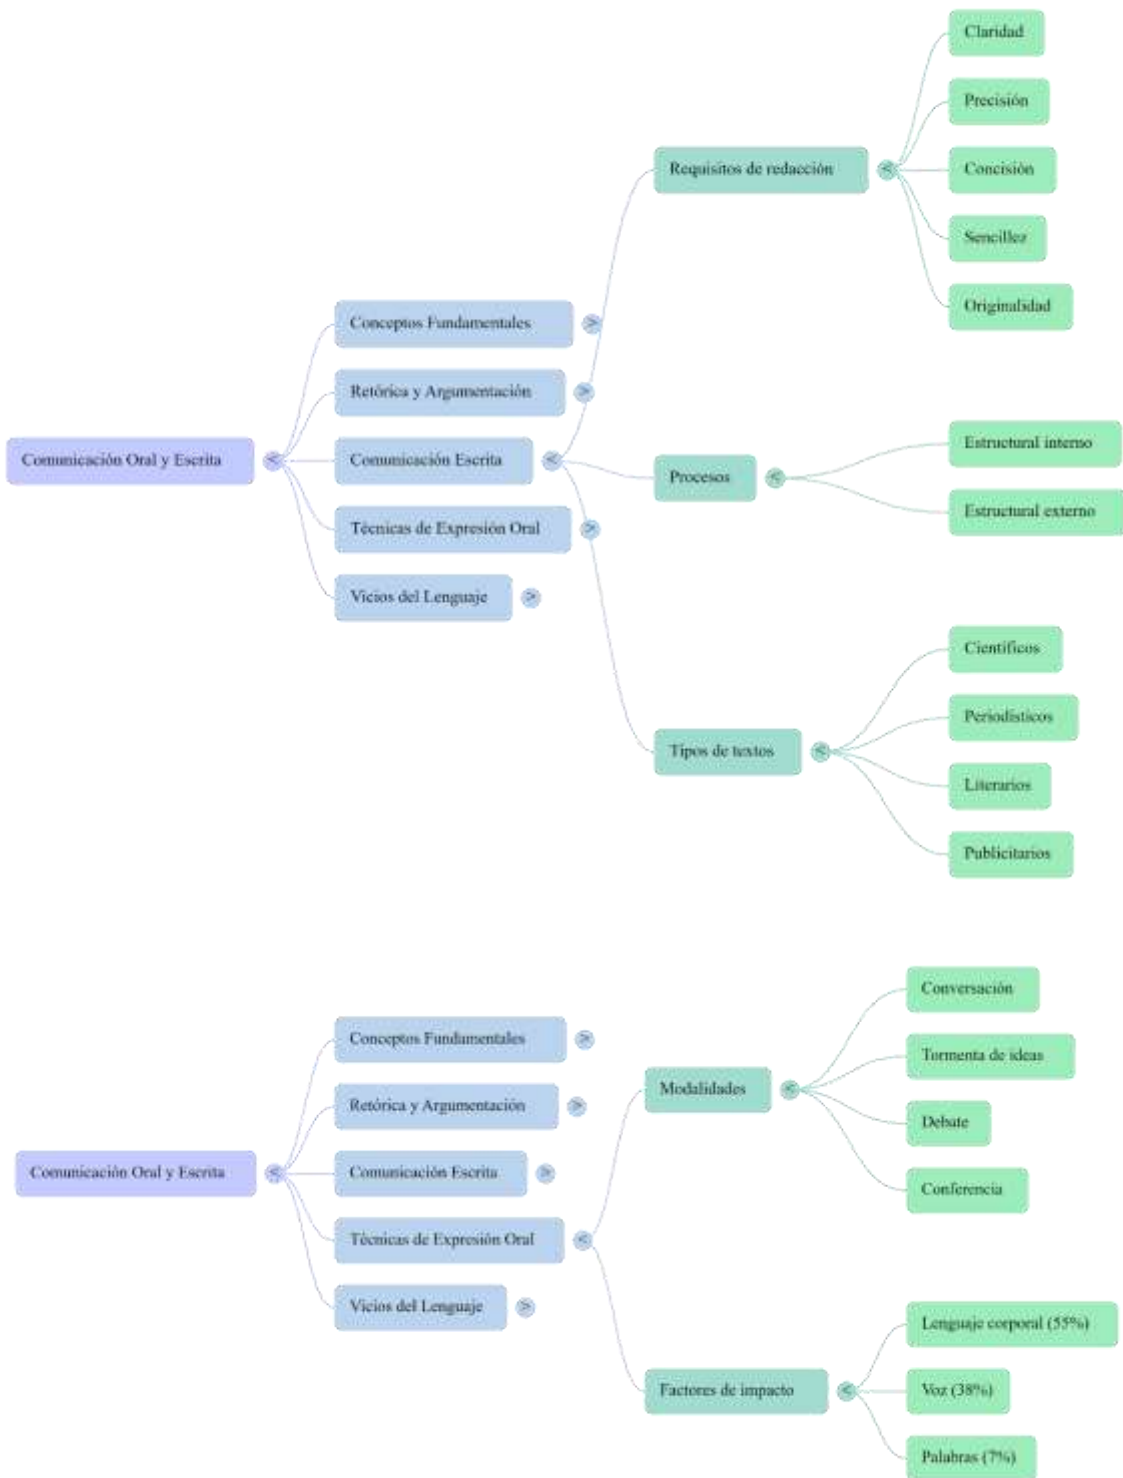 Comunicación Oral y Escrita
Conceptos Fundamentales
Retórica y Argumentación
Comunicación Escrita
Técnicas de Expresión Oral
Vicios del Lenguaje
Requisitos de redacción
Claridad
Precisión
Concisión
Sencillez
Originalidad
Procesos
Estructural interno
Estructural externo
Tipos de textos
Científicos
Periodísticos
Literarios
Publicitarios
Comunicación Oral y Escrita
Conceptos Fundamentales
Retórica y Argumentación
Comunicación Escrita
Técnicas de Expresión Oral
Vicios del Lenguaje
Modalidades
Conversación
Tormenta de ideas
Debate
Conferencia
Factores de impacto
Lenguaje corporal (55%)
Voz (38%)
Palabras (7%)